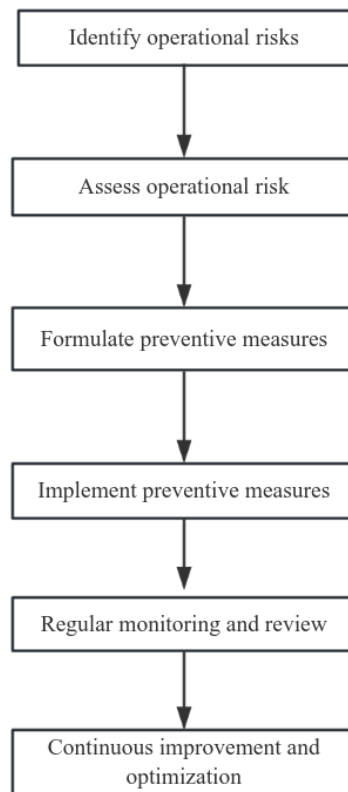 Identify operational risks
Assess operational risk
Formulate preventive measures
Implement preventive measures
Regular monitoring and review
Continuous improvement and
optimization